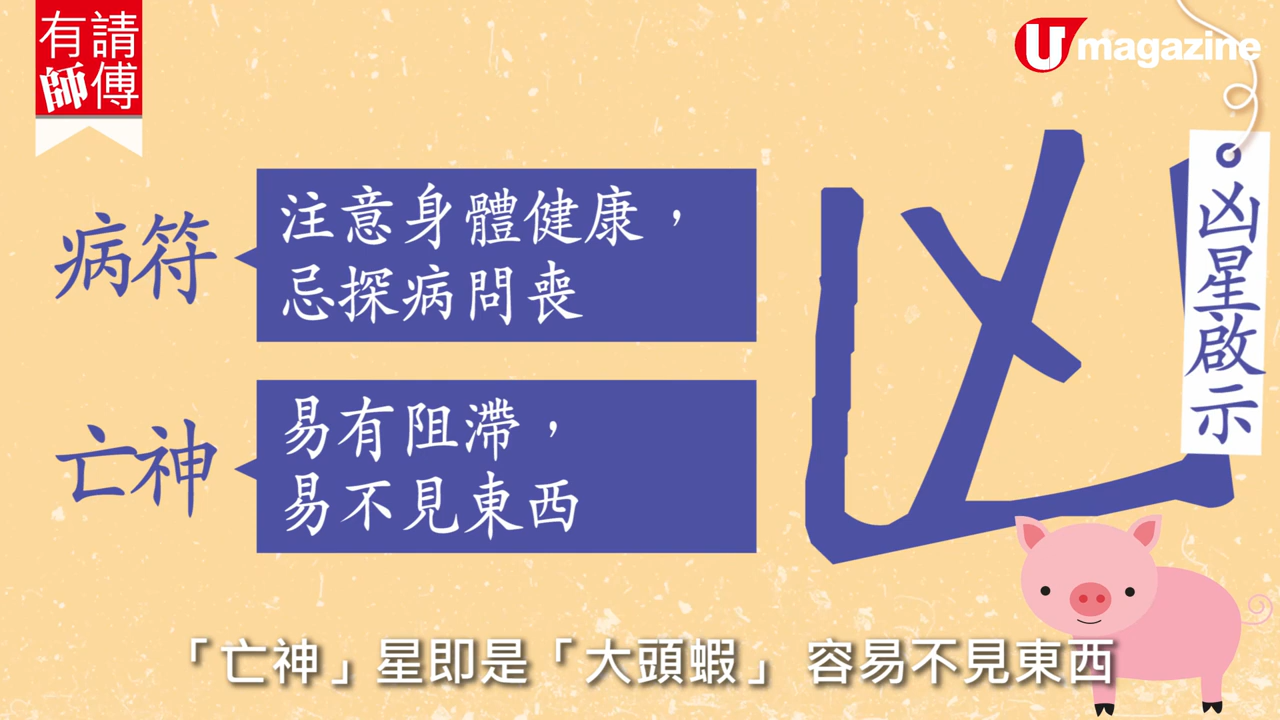 有請
師傅
U magazine
病符
注意身體健康，
忌探病問喪
亡神
易有阻滯，
易不見東西
凶
凶星啟示
「亡神」星即是「大頭蝦」 容易不見東西